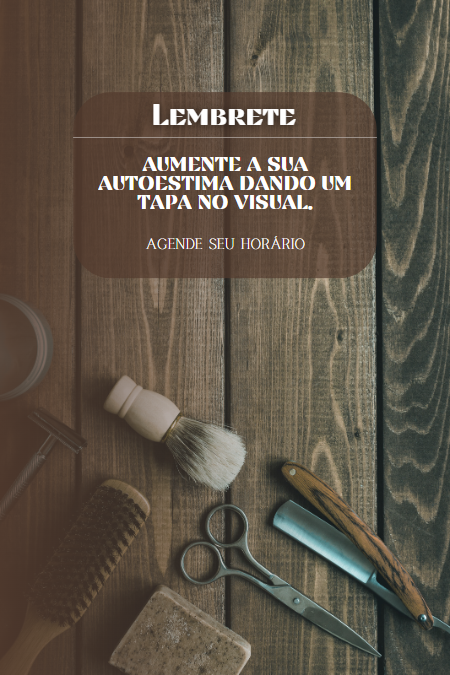 LEMBRETE
AUMENTE A SUA
AUTOESTIMA DANDO UM
TAPA NO VISUAL.
AGENDE SEU HORÁRIO